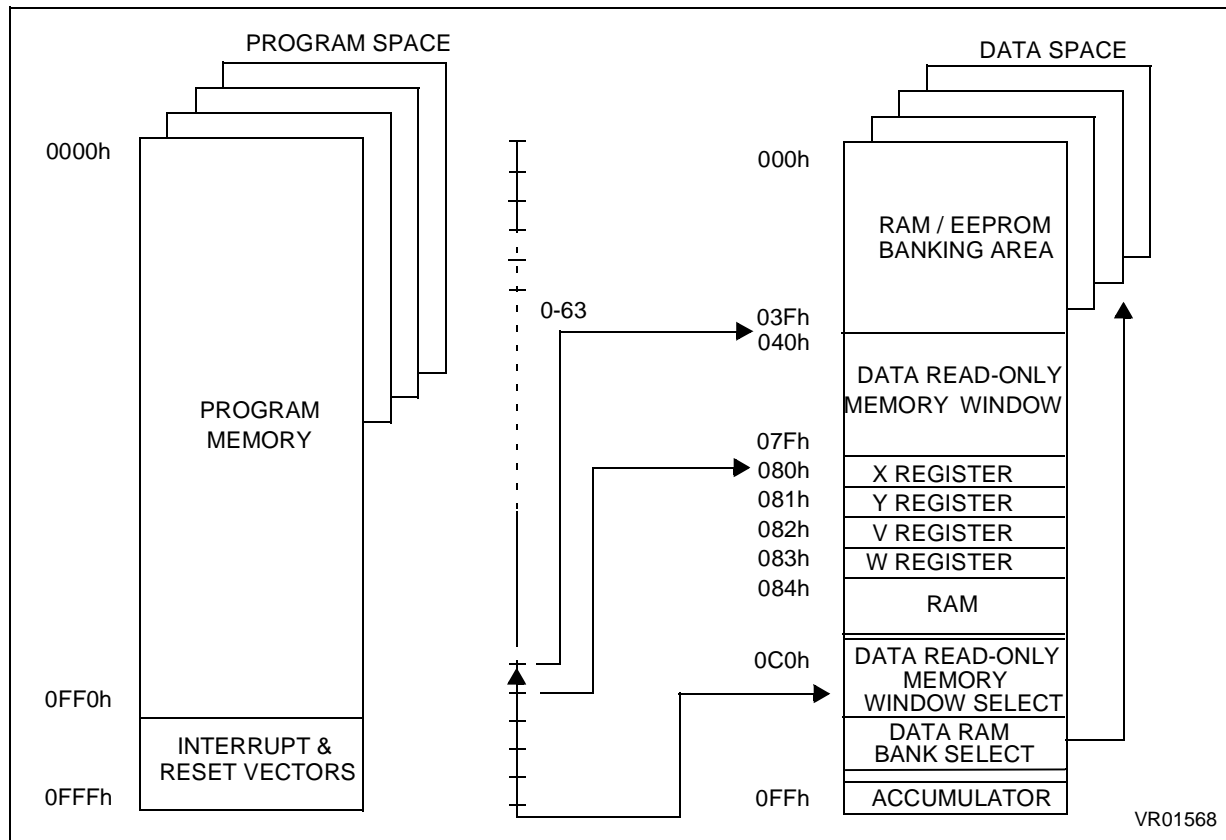 PROGRAM SPACE
0000h
PROGRAM
MEMORY
0FF0h
INTERRUPT &
RESET VECTORS
0FFFh
0-63
DATA SPACE
000h
RAM / EEPROM
BANKING AREA
03Fh
040h
DATA READ-ONLY
MEMORY WINDOW
07Fh
080h
X REGISTER
081h
Y REGISTER
082h
V REGISTER
083h
W REGISTER
084h
RAM
0C0h
DATA READ-ONLY
MEMORY
WINDOW SELECT
DATA RAM
BANK SELECT
0FFh
ACCUMULATOR
VR01568